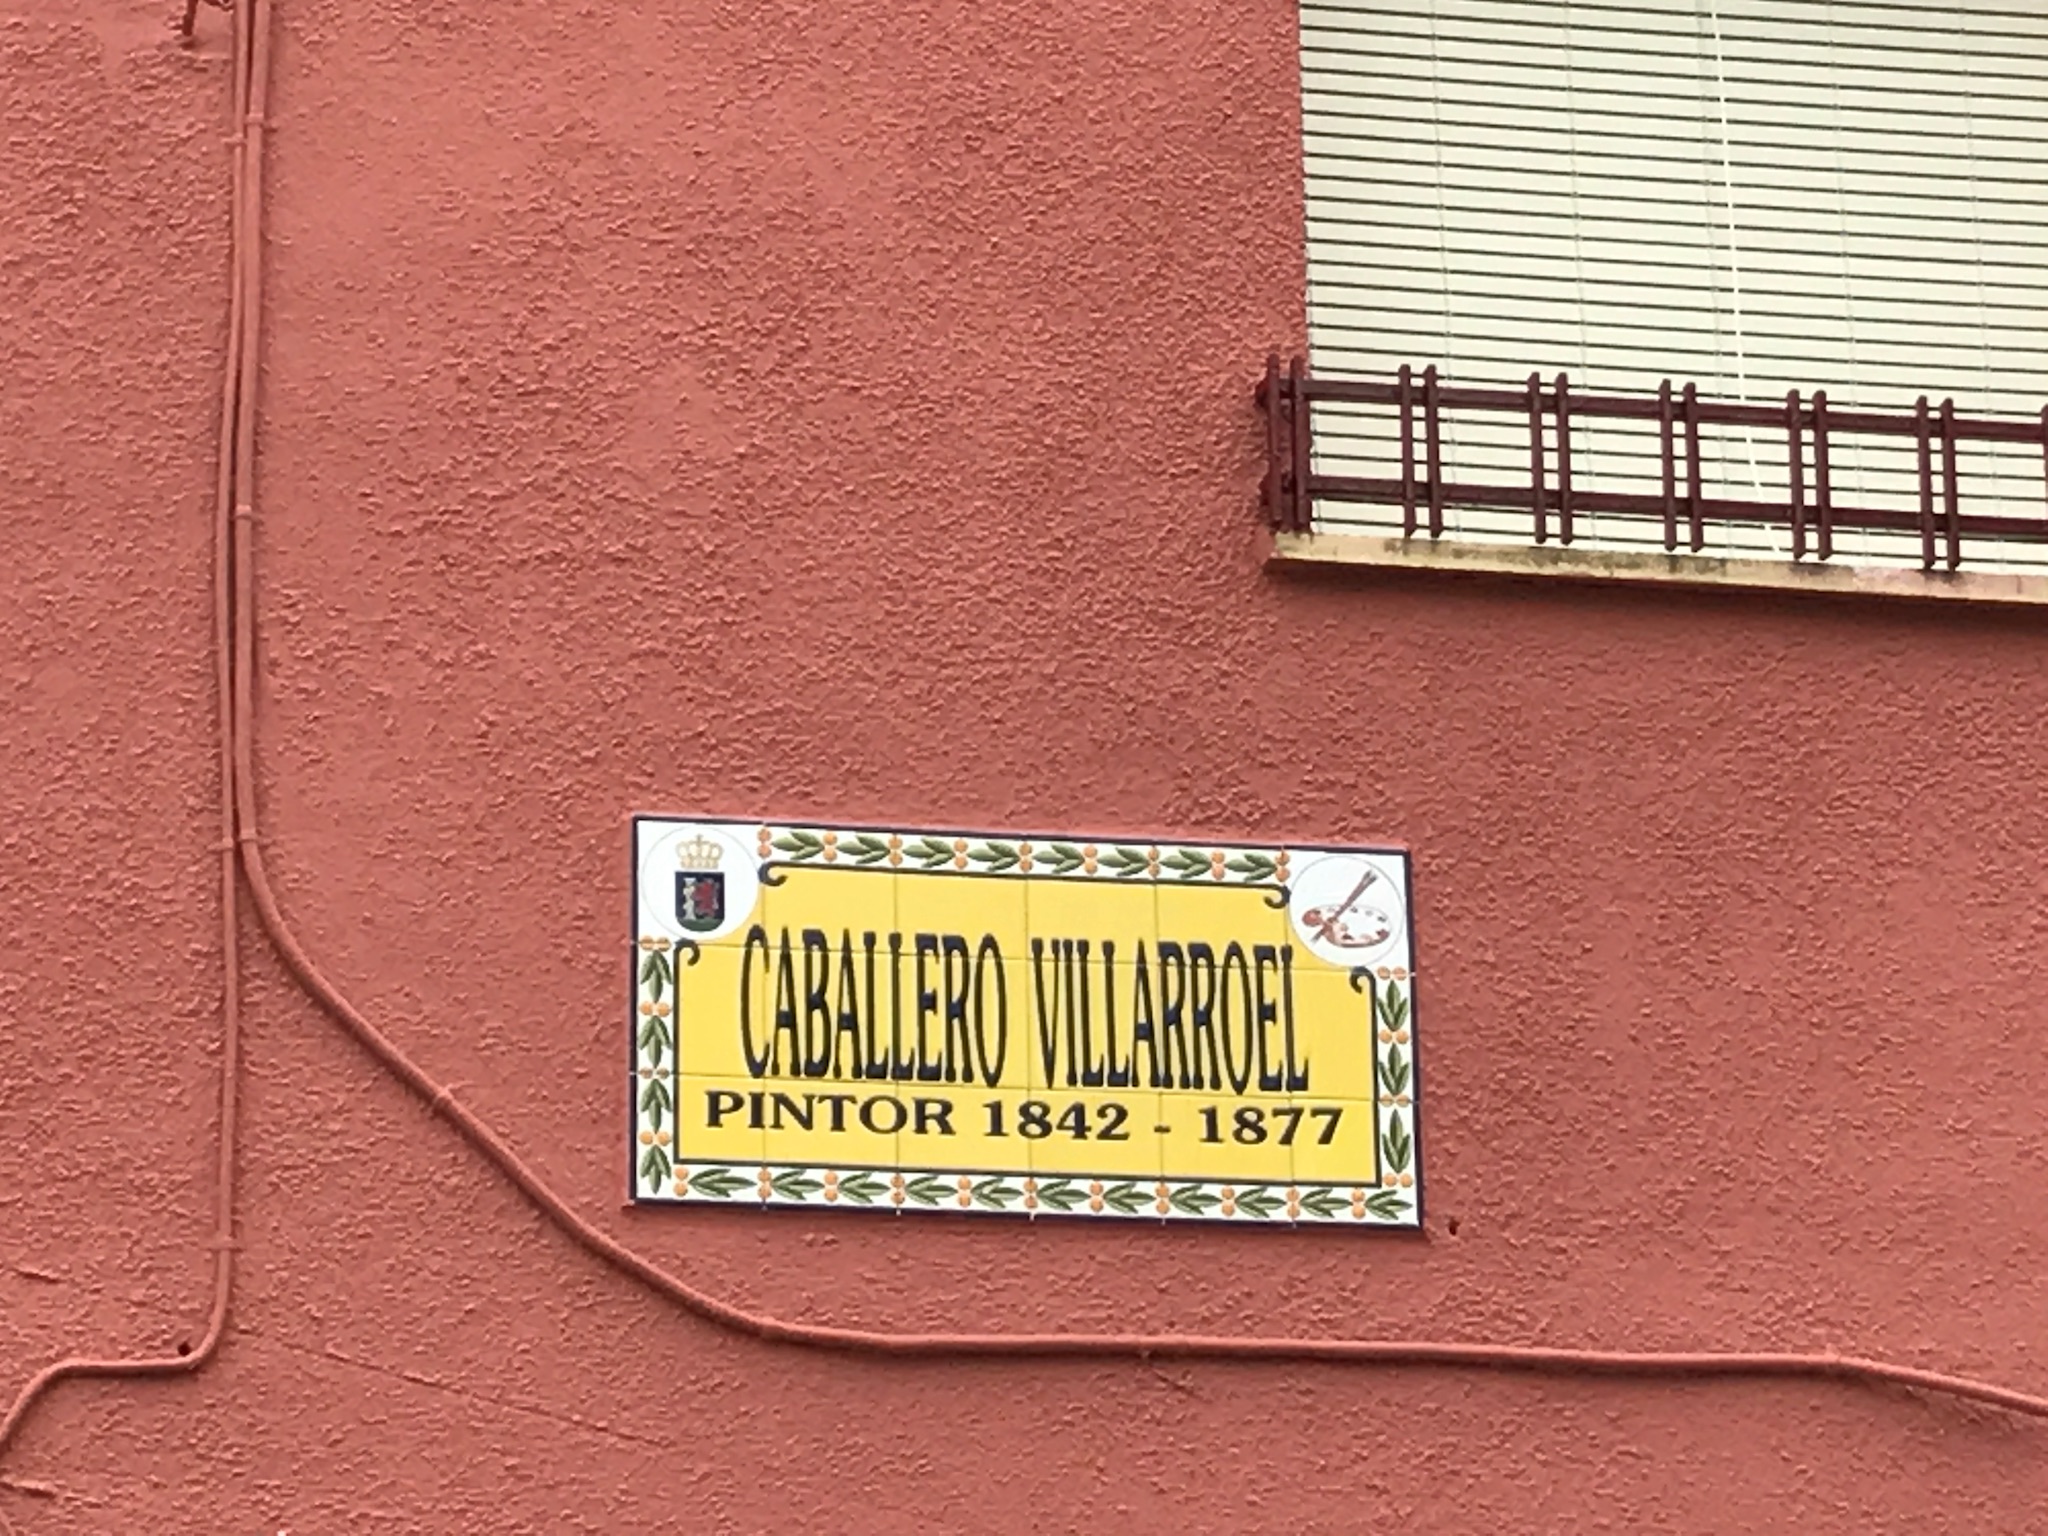 CABALLERO VILLARROEL
PINTOR 1842 - 1877